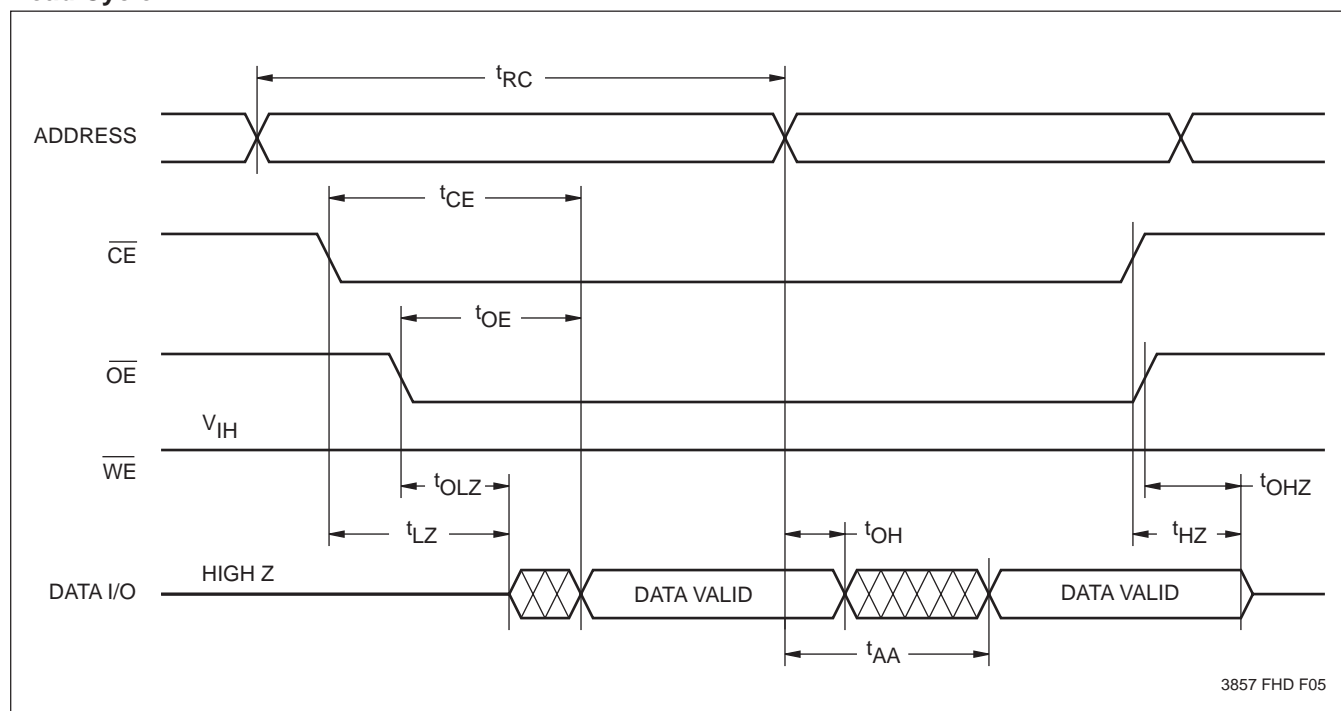 tRC
ADDRESS
tCE
CE
tOE
OE
VIH
WE
tOLZ
tOHZ
tLZ
tOH
tHZ
DATA I/O
HIGH Z
DATA VALID
DATA VALID
tAA
3857 FHD F05